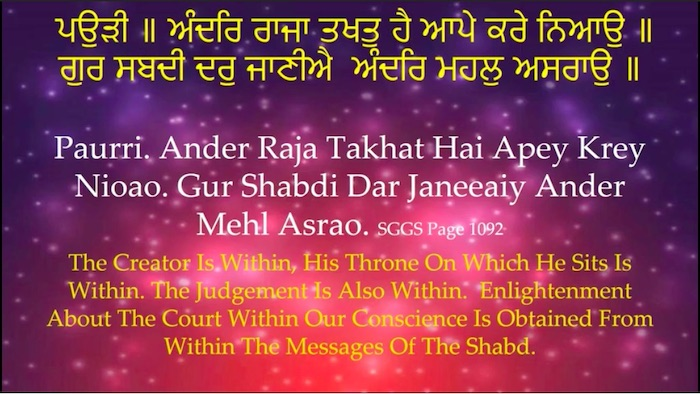 ਪਉੜੀ ॥ ਅੰਦਰਿ ਰਾਜਾ ਤਖਤੁ ਹੈ ਆਪੇ ਕਰੇ ਨਿਆਉ ॥
ਗੁਰ ਸਬਦੀ ਦਰੁ ਜਾਣੀਐ ਅੰਦਰਿ ਮਹਲੁ ਅਸਰਾਉ ॥
Paurri. Ander Raja Takhat Hai Apey Krey
Nioao. Gur Shabdi Dar Janeeaiy Ander
Mehl Asrao. SGGS Page 1092
The Creator Is Within, His Throne On Which He Sits Is
Within. The Judgement Is Also Within. Enlightenment
About The Court Within Our Conscience Is Obtained From
Within The Messages Of The Shabd.